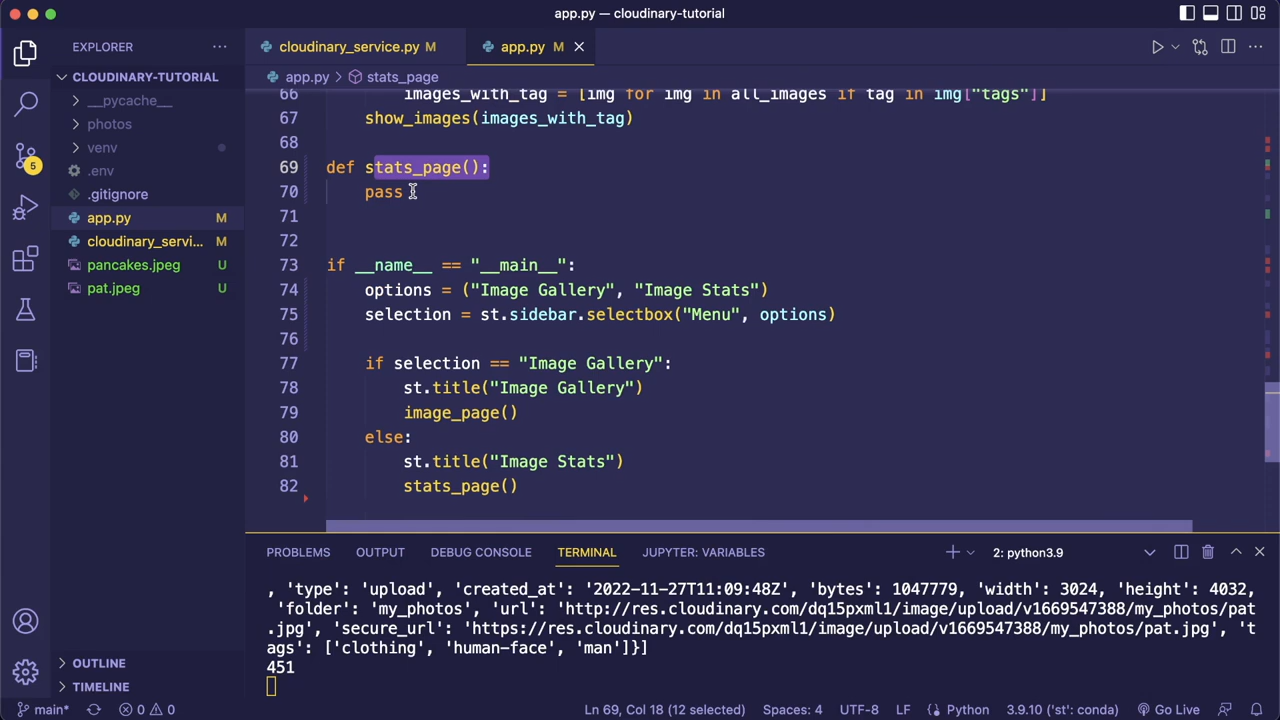 app.py — cloudinary-tutorial
EXPLORER
cloudinary_service.py M
app.py M
CLOUDINARY-TUTORIAL
app.py > stats_page
__pycache__
photos
venv
.env
.gitignore
app.py M
cloudinary_servi... M
pancakes.jpeg U
pat.jpeg U
5
66 images_with_tag = [img for img in all_images if tag in img["tags"]]
67 show_images(images_with_tag)
68
69 def stats_page():
70 pass
71
72
73 if __name__ == "__main__":
74 options = ("Image Gallery", "Image Stats")
75 selection = st.sidebar.selectbox("Menu", options)
76
77 if selection == "Image Gallery":
78 st.title("Image Gallery")
79 image_page()
80 else:
81 st.title("Image Stats")
82 stats_page()
PROBLEMS OUTPUT DEBUG CONSOLE TERMINAL JUPYTER: VARIABLES 2: python3.9
, 'type': 'upload', 'created_at': '2022-11-27T11:09:48Z', 'bytes': 1047779, 'width': 3024, 'height': 4032,
'folder': 'my_photos', 'url': 'http://res.cloudinary.com/dq15pxml1/image/upload/v1669547388/my_photos/pat
.jpg', 'secure_url': 'https://res.cloudinary.com/dq15pxml1/image/upload/v1669547388/my_photos/pat.jpg', 't
ags': ['clothing', 'human-face', 'man']}]
451
OUTLINE
TIMELINE
main* 0 0 Ln 69, Col 18 (12 selected) Spaces: 4 UTF-8 LF Python 3.9.10 ('st': conda) Go Live